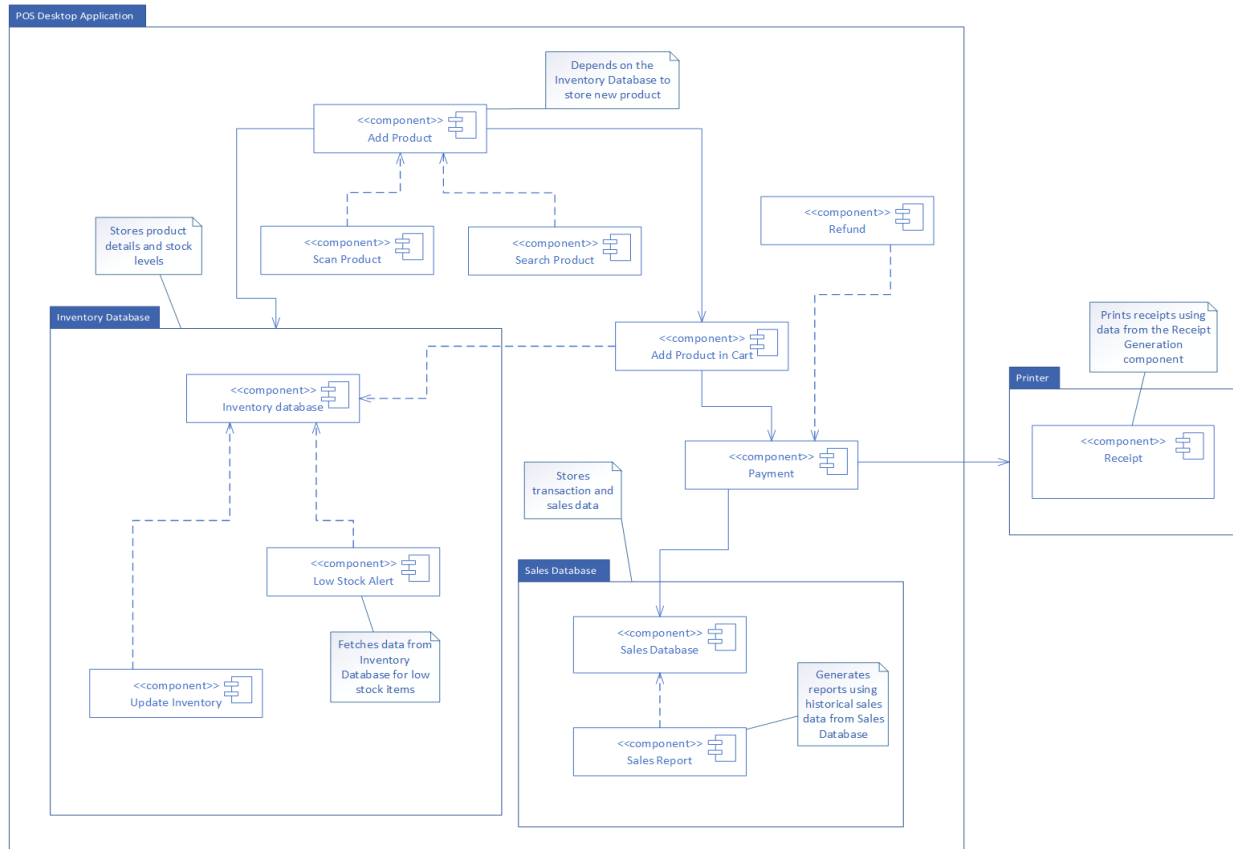 POS Desktop Application
Depends on the
Inventory Database to
store new product
<<component>>
Add Product
<<component>>
Scan Product
<<component>>
Search Product
<<component>>
Refund
Stores product
details and stock
levels
Inventory Database
<<component>>
Inventory database
<<component>>
Add Product in Cart
Prints receipts using
data from the Receipt
Generation
component
Printer
<<component>>
Receipt
<<component>>
Payment
Stores
transaction and
sales data
<<component>>
Low Stock Alert
Fetches data from
Inventory
Database for low
stock items
<<component>>
Update Inventory
Sales Database
<<component>>
Sales Database
<<component>>
Sales Report
Generates
reports using
historical sales
data from Sales
Database